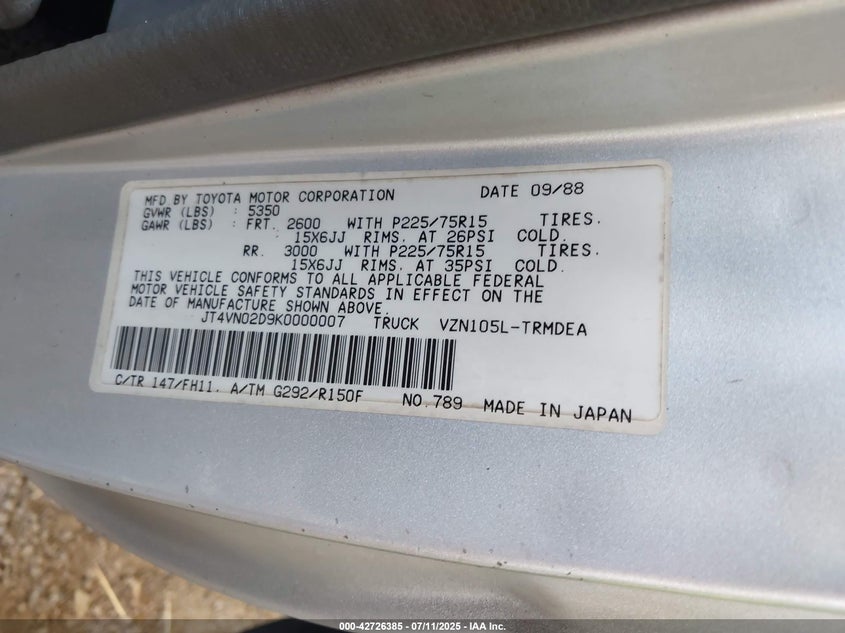 MFD BY TOYOTA MOTOR CORPORATION DATE 09/88
GVWR (LBS) : 5350
GAWR (LBS) : FRT. 2600 WITH P225/75R15 TIRES.
15X6JJ RIMS. AT 26PSI COLD.
RR. 3000 WITH P225/75R15 TIRES.
15X6JJ RIMS. AT 35PSI COLD.
THIS VEHICLE CONFORMS TO ALL APPLICABLE FEDERAL
MOTOR VEHICLE SAFETY STANDARDS IN EFFECT ON THE
DATE OF MANUFACTURE SHOWN ABOVE.
JT4VN02D9K0000007 TRUCK VZN105L-TRMDEA
C/TR 147/FH11. A/TM G292/R150F NO.789 MADE IN JAPAN
000-42726385 - 07/11/2025 - IAA Inc.